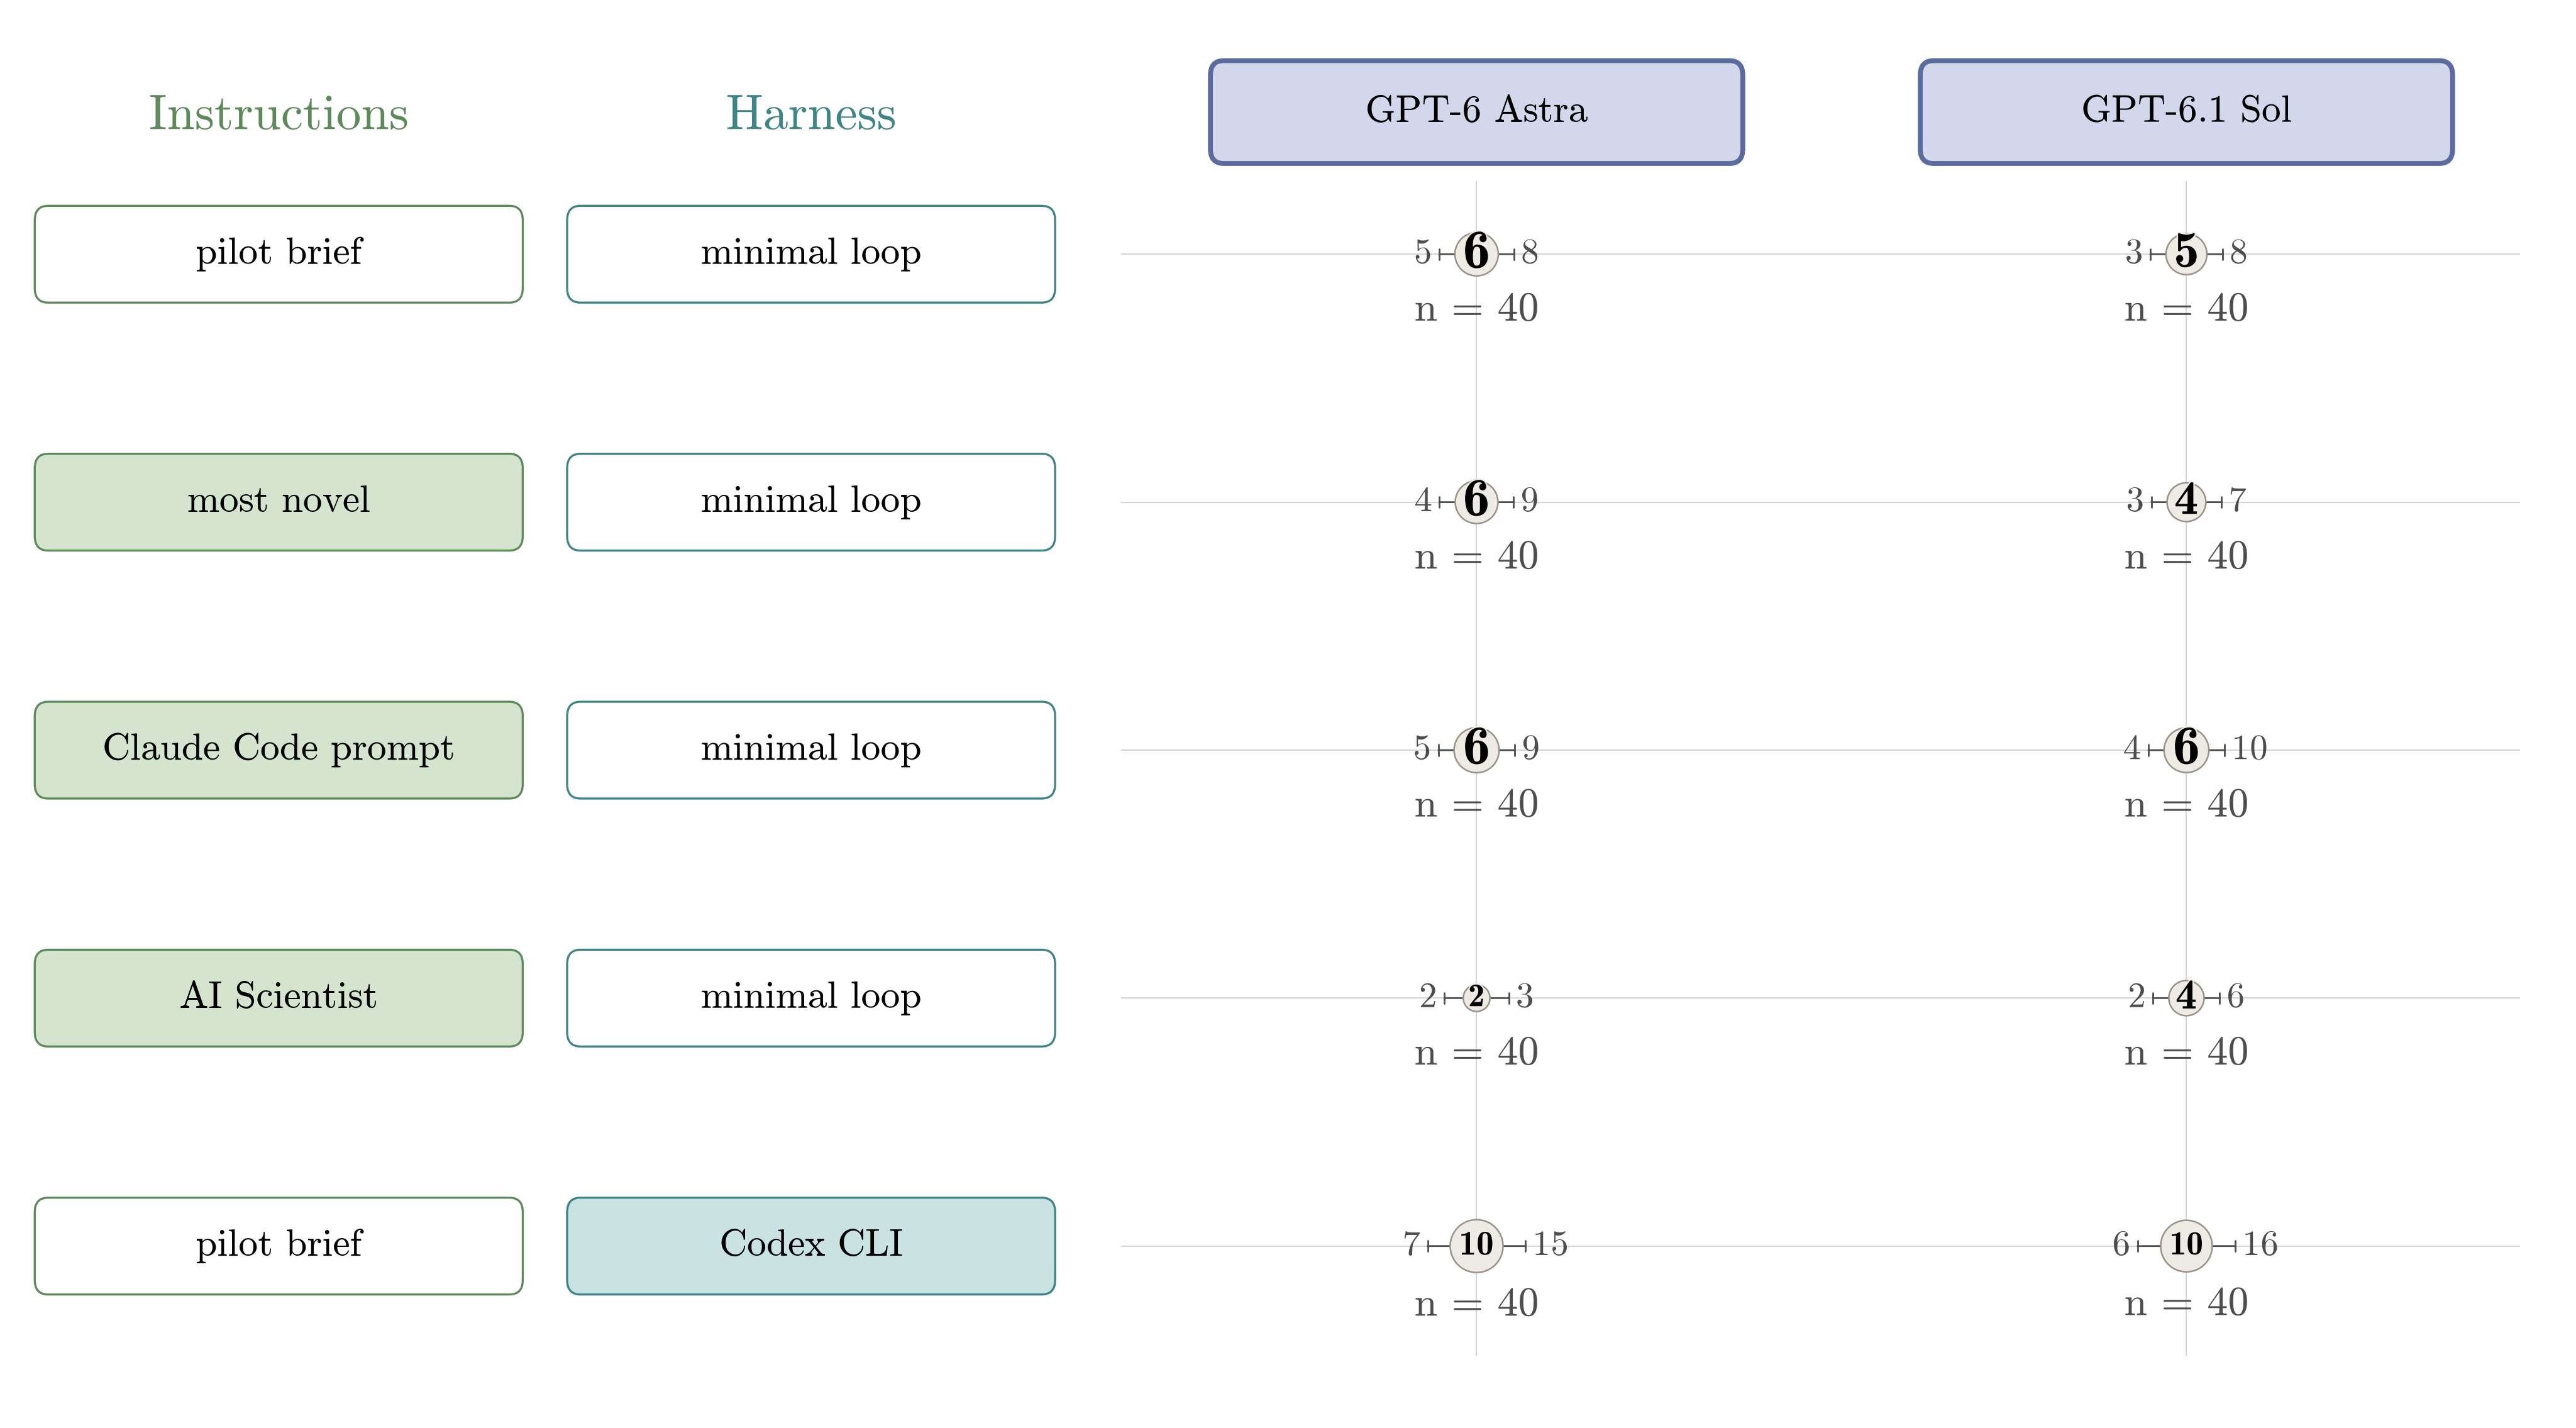 Instructions Harness GPT-6 Astra GPT-6.1 Sol
pilot brief minimal loop 5 6 8 3 5 8
n = 40 n = 40
most novel minimal loop 4 6 9 3 4 7
n = 40 n = 40
Claude Code prompt minimal loop 5 6 9 4 6 10
n = 40 n = 40
AI Scientist minimal loop 2 2 3 2 4 6
n = 40 n = 40
pilot brief Codex CLI 7 10 15 6 10 16
n = 40 n = 40